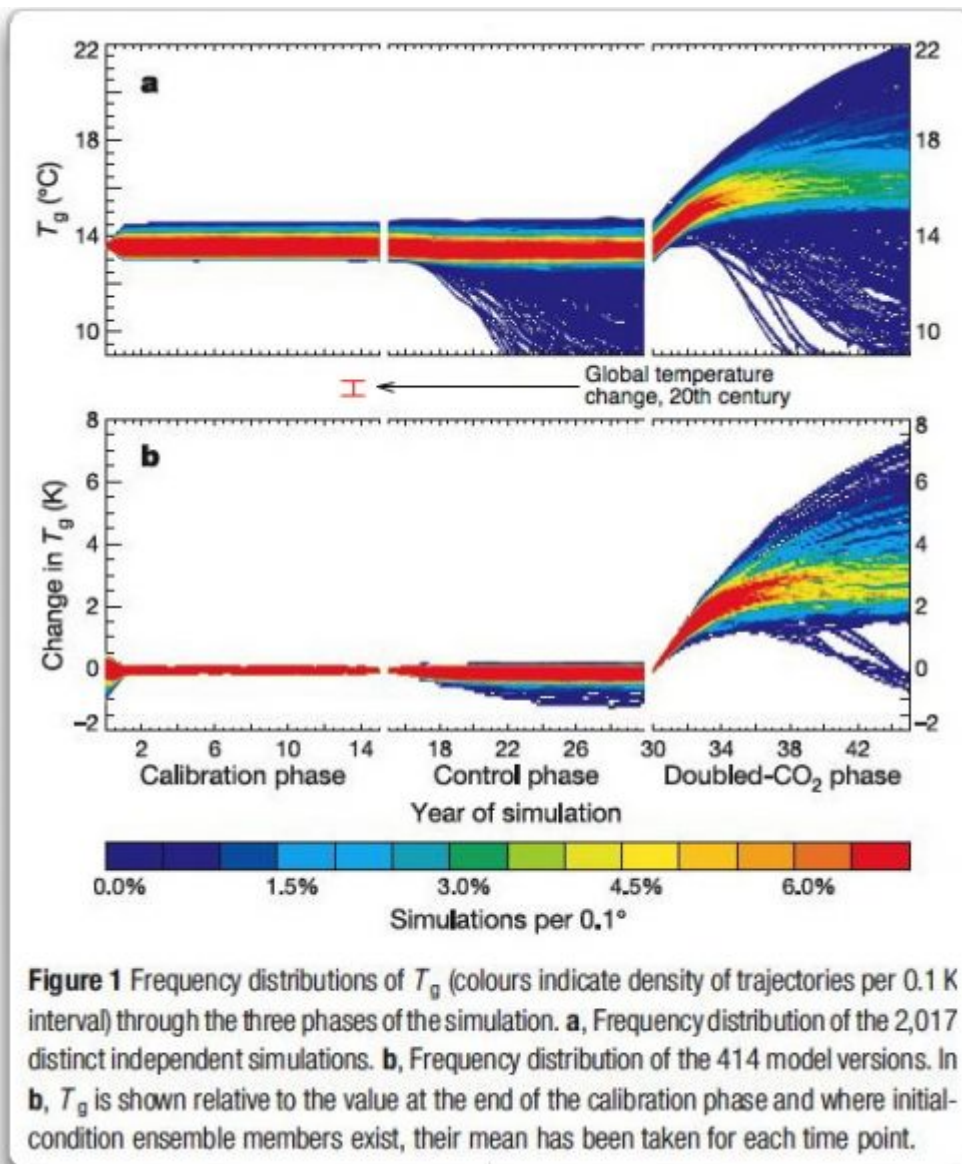 22
22
a
18
18
Tg (°C)
14
14
10
10
Global temperature
change, 20th century
8
8
b
6
6
Change in Tg (K)
4
4
2
2
0
0
–2
–2
2 6 10 14 18 22 26 30 34 38 42
Calibration phase Control phase Doubled-CO2 phase
Year of simulation
0.0% 1.5% 3.0% 4.5% 6.0%
Simulations per 0.1°
Figure 1 Frequency distributions of Tg (colours indicate density of trajectories per 0.1 K
interval) through the three phases of the simulation. a, Frequency distribution of the 2,017
distinct independent simulations. b, Frequency distribution of the 414 model versions. In
b, Tg is shown relative to the value at the end of the calibration phase and where initial-
condition ensemble members exist, their mean has been taken for each time point.